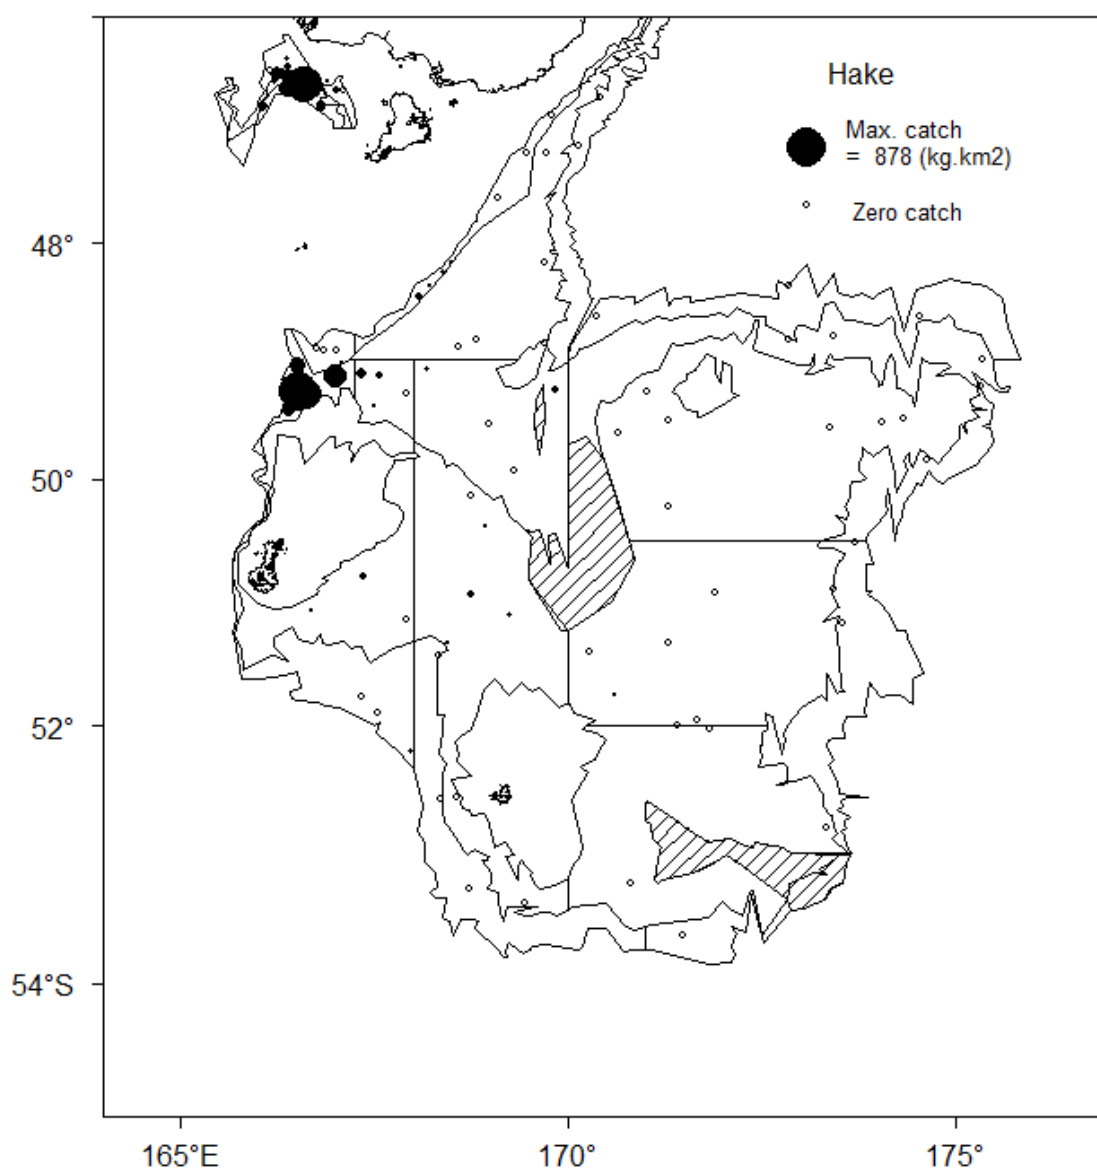 Hake
Max. catch
= 878 (kg.km2)
Zero catch
48°
50°
52°
54°S
165°E
170°
175°